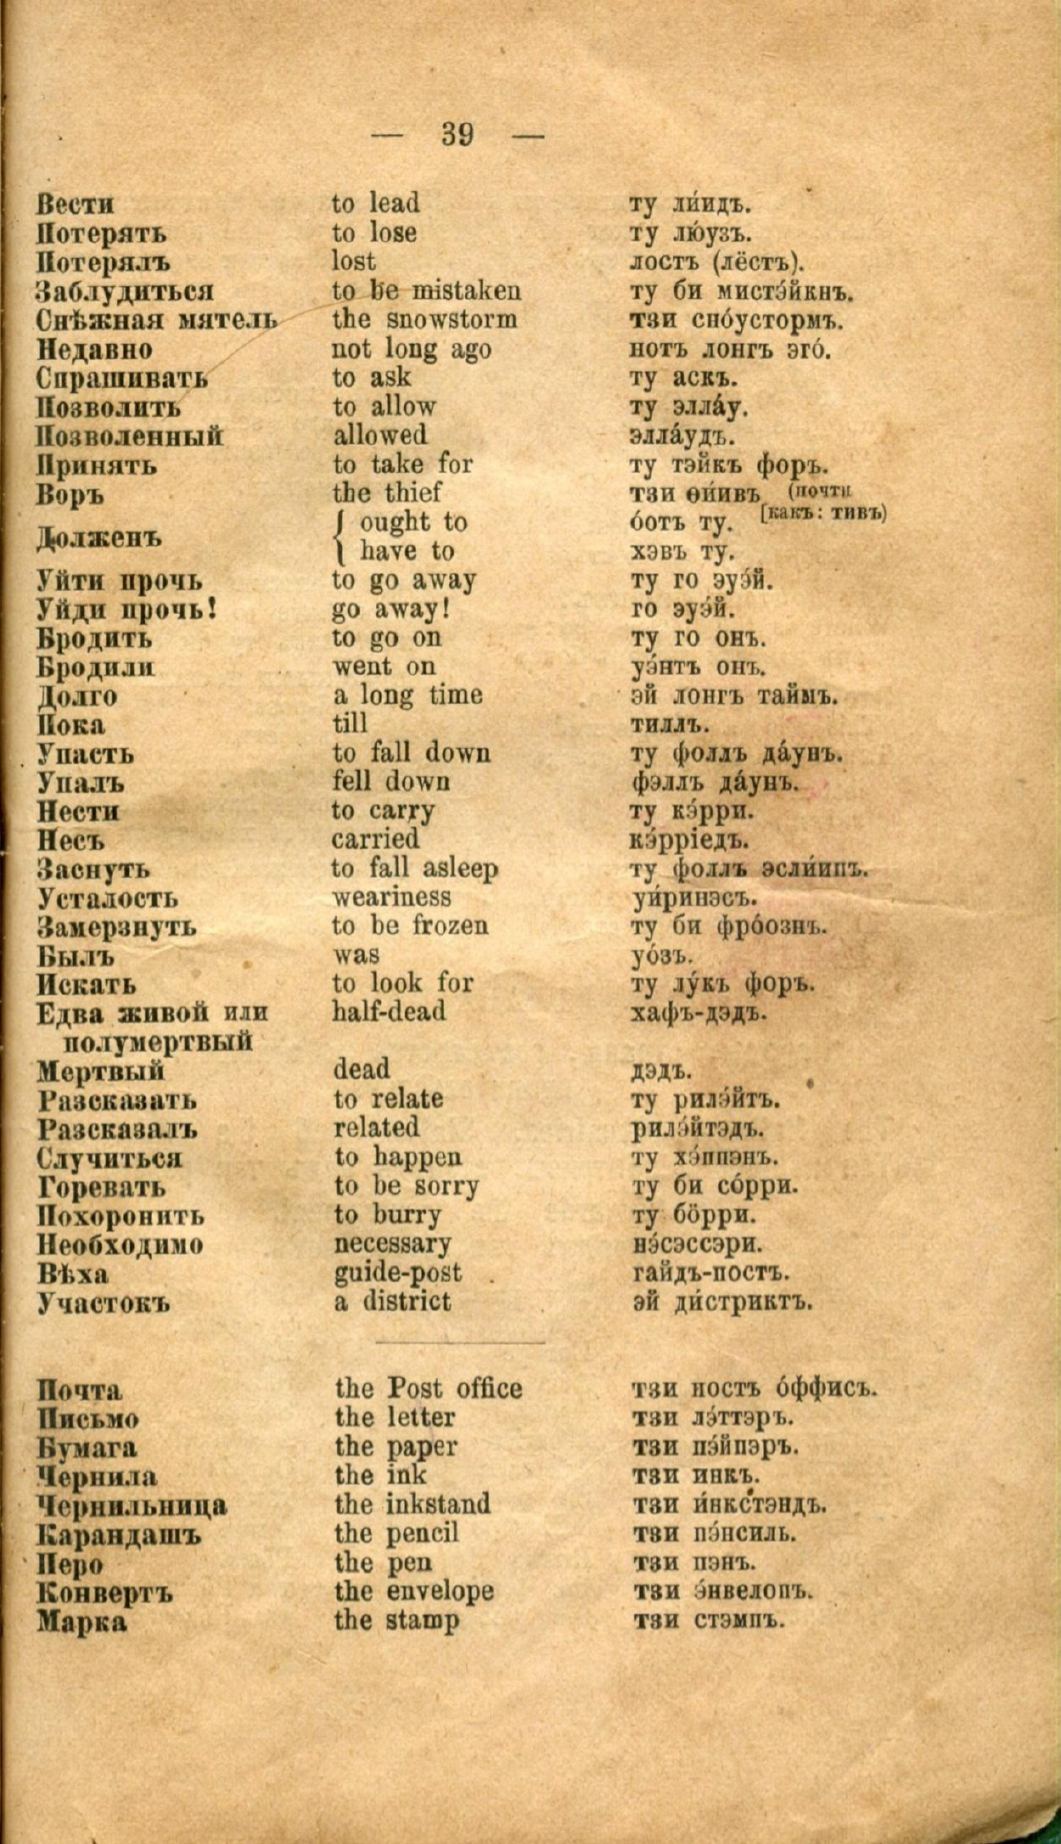 — 39 —
Вести to lead ту ли́идъ.
Потерять to lose ту лю́узъ.
Потерялъ lost лостъ (лёстъ).
Заблудиться to be mistaken ту би мистэ́йкнъ.
Снѣжная мятель the snowstorm тзи сно́устормъ.
Недавно not long ago нотъ лонгъ эго́.
Спрашивать to ask ту аскъ.
Позволить to allow ту элла́у.
Позволенный allowed элла́удъ.
Принять to take for ту тэйкъ форъ.
Воръ the thief тзи ѳи́ивъ (почти
Долженъ { ought to о́отъ ту. [какъ: тивъ)
{ have to хэвъ ту.
Уйти прочь to go away ту го эуэ́й.
Уйди прочь! go away! го эуэ́й.
Бродить to go on ту го онъ.
Бродили went on уэ́нтъ онъ.
Долго a long time эй лонгъ таймъ.
Пока till тиллъ.
Упасть to fall down ту фоллъ да́унъ.
Упалъ fell down фэллъ да́унъ.
Нести to carry ту кэ́рри.
Несъ carried кэ́рріедъ.
Заснуть to fall asleep ту фоллъ эсли́ипъ.
Усталость weariness уи́ринэсъ.
Замерзнуть to be frozen ту би фро́ознъ.
Былъ was уо́зъ.
Искать to look for ту лу́къ форъ.
Едва живой или half-dead хафъ-дэдъ.
полумертвый
Мертвый dead дэдъ.
Разсказать to relate ту рилэ́йтъ.
Разсказалъ related рилэ́йтэдъ.
Случиться to happen ту хэ́ппэнъ.
Горевать to be sorry ту би со́рри.
Похоронить to burry ту бёрри.
Необходимо necessary нэ́сэссэри.
Вѣха guide-post гайдъ-постъ.
Участокъ a district эй ди́стриктъ.
Почта the Post office тзи постъ о́ффисъ.
Письмо the letter тзи лэ́ттэръ.
Бумага the paper тзи пэ́йпэръ.
Чернила the ink тзи инкъ.
Чернильница the inkstand тзи и́нкстэндъ.
Карандашъ the pencil тзи пэ́нсиль.
Перо the pen тзи пэнъ.
Конвертъ the envelope тзи э́нвелопъ.
Марка the stamp тзи стэмпъ.